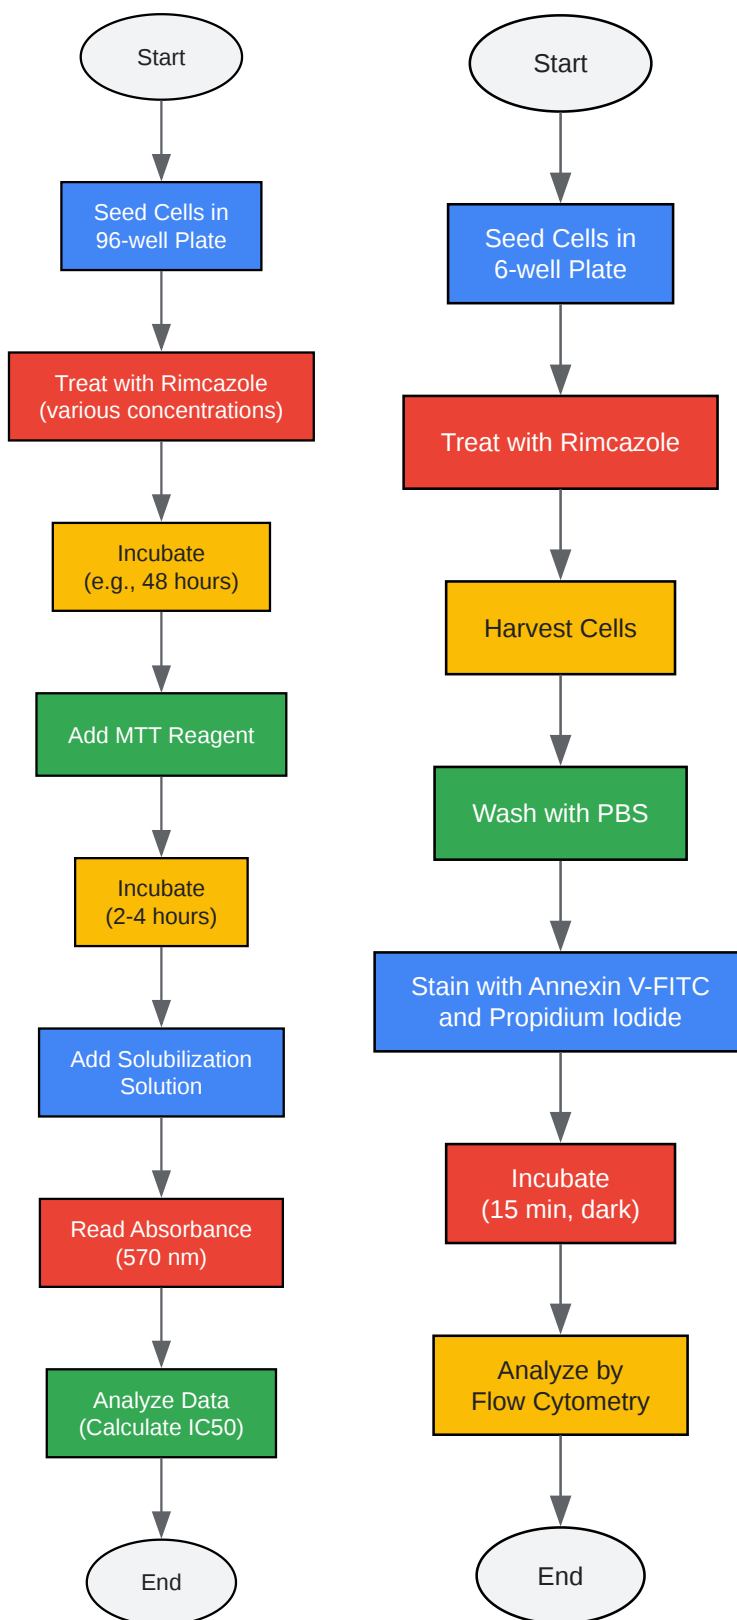 Start
Seed Cells in
96-well Plate
Treat with Rimcazole
(various concentrations)
Incubate
(e.g., 48 hours)
Add MTT Reagent
Incubate
(2-4 hours)
Add Solubilization
Solution
Read Absorbance
(570 nm)
Analyze Data
(Calculate IC50)
End
Start
Seed Cells in
6-well Plate
Treat with Rimcazole
Harvest Cells
Wash with PBS
Stain with Annexin V-FITC
and Propidium Iodide
Incubate
(15 min, dark)
Analyze by
Flow Cytometry
End